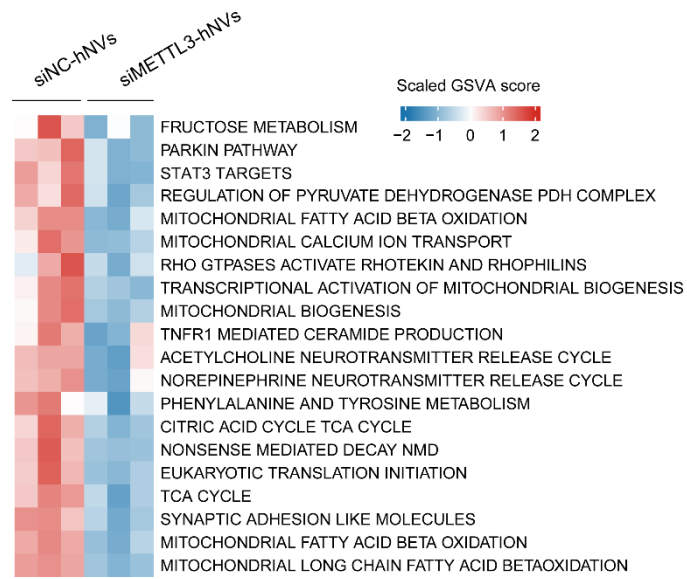 siNC-hNVs
siMETTL3-hNVs
Scaled GSVA score
−2 −1 0 1 2
FRUCTOSE METABOLISM
PARKIN PATHWAY
STAT3 TARGETS
REGULATION OF PYRUVATE DEHYDROGENASE PDH COMPLEX
MITOCHONDRIAL FATTY ACID BETA OXIDATION
MITOCHONDRIAL CALCIUM ION TRANSPORT
RHO GTPASES ACTIVATE RHOTEKIN AND RHOPHILINS
TRANSCRIPTIONAL ACTIVATION OF MITOCHONDRIAL BIOGENESIS
MITOCHONDRIAL BIOGENESIS
TNFR1 MEDIATED CERAMIDE PRODUCTION
ACETYLCHOLINE NEUROTRANSMITTER RELEASE CYCLE
NOREPINEPHRINE NEUROTRANSMITTER RELEASE CYCLE
PHENYLALANINE AND TYROSINE METABOLISM
CITRIC ACID CYCLE TCA CYCLE
NONSENSE MEDIATED DECAY NMD
EUKARYOTIC TRANSLATION INITIATION
TCA CYCLE
SYNAPTIC ADHESION LIKE MOLECULES
MITOCHONDRIAL FATTY ACID BETA OXIDATION
MITOCHONDRIAL LONG CHAIN FATTY ACID BETAOXIDATION